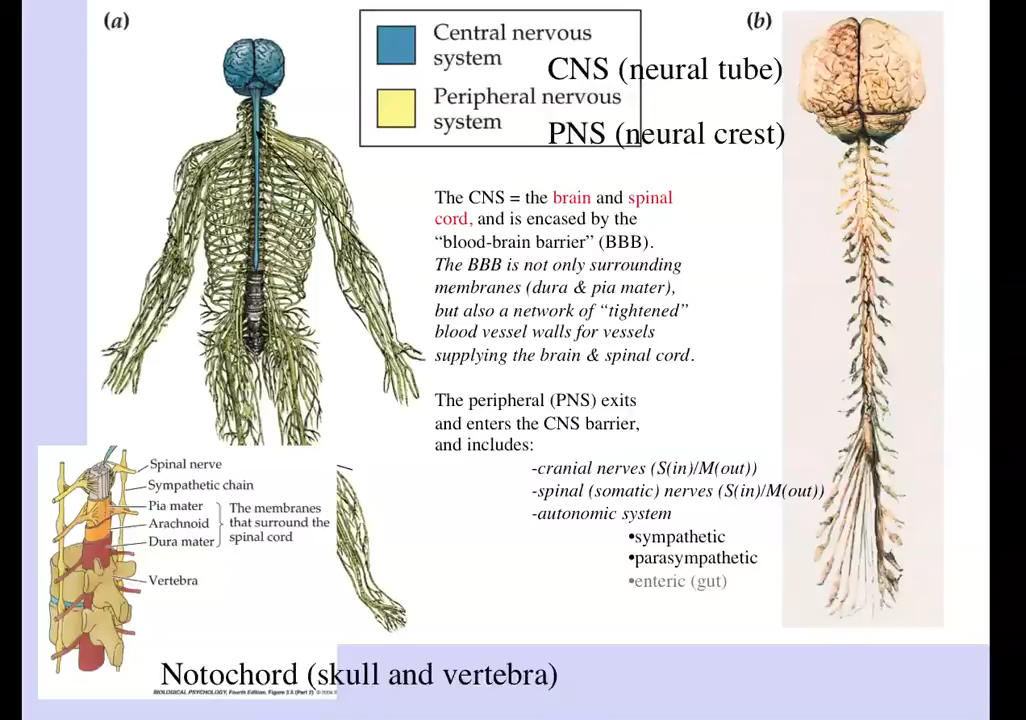 (a)
Central nervous
system
Peripheral nervous
system
CNS (neural tube)
PNS (neural crest)
(b)
The CNS = the brain and spinal
cord, and is encased by the
“blood-brain barrier” (BBB).
The BBB is not only surrounding
membranes (dura & pia mater),
but also a network of “tightened”
blood vessel walls for vessels
supplying the brain & spinal cord.
The peripheral (PNS) exits
and enters the CNS barrier,
and includes:
-cranial nerves (S(in)/M(out))
-spinal (somatic) nerves (S(in)/M(out))
-autonomic system
•sympathetic
•parasympathetic
•enteric (gut)
Spinal nerve
Sympathetic chain
Pia mater
Arachnoid
Dura mater
The membranes
that surround the
spinal cord
Vertebra
Notochord (skull and vertebra)
BIOLOGICAL PSYCHOLOGY, Fourth Edition, Figure